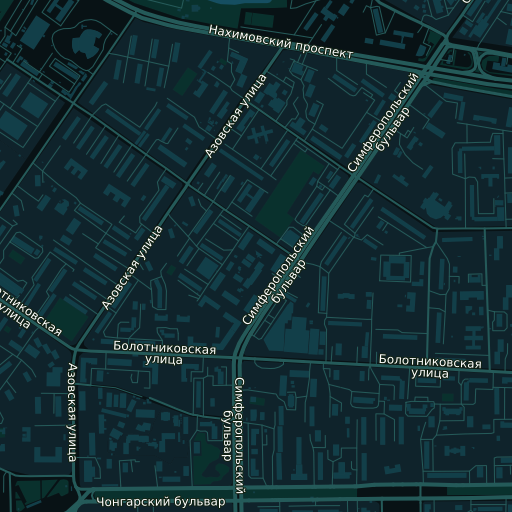 Нахимовский проспект
Азовская улица
Симферопольский
бульвар
Азовская улица
Симферопольский
бульвар
отниковская
улица
Болотниковская
улица
Болотниковская
улица
Азовская улица
Симферопольский
бульвар
Чонгарский бульвар